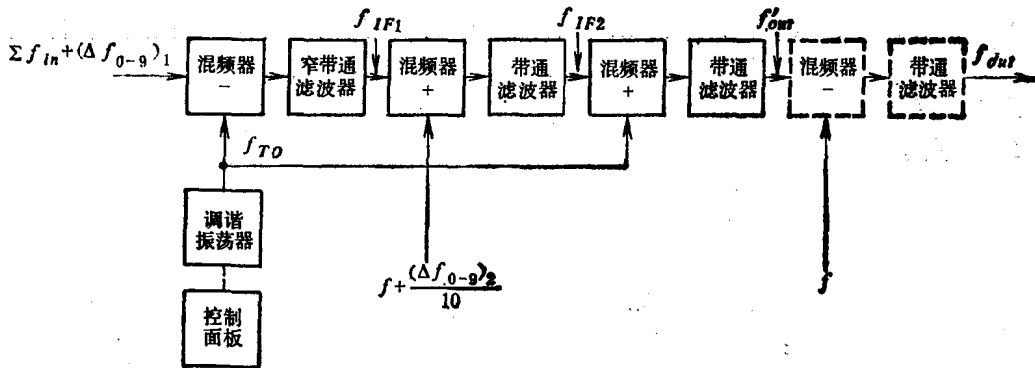 Σf_in+(Δf_0-9)_1
混频器
−
窄带通
滤波器
f_IF1
混频器
+
带通
滤波器
f_IF2
混频器
+
带通
滤波器
f'_out
混频器
−
带通
滤波器
f_out
f_TO
调谐
振荡器
控制
面板
f+(Δf_0-9)_2
10
f